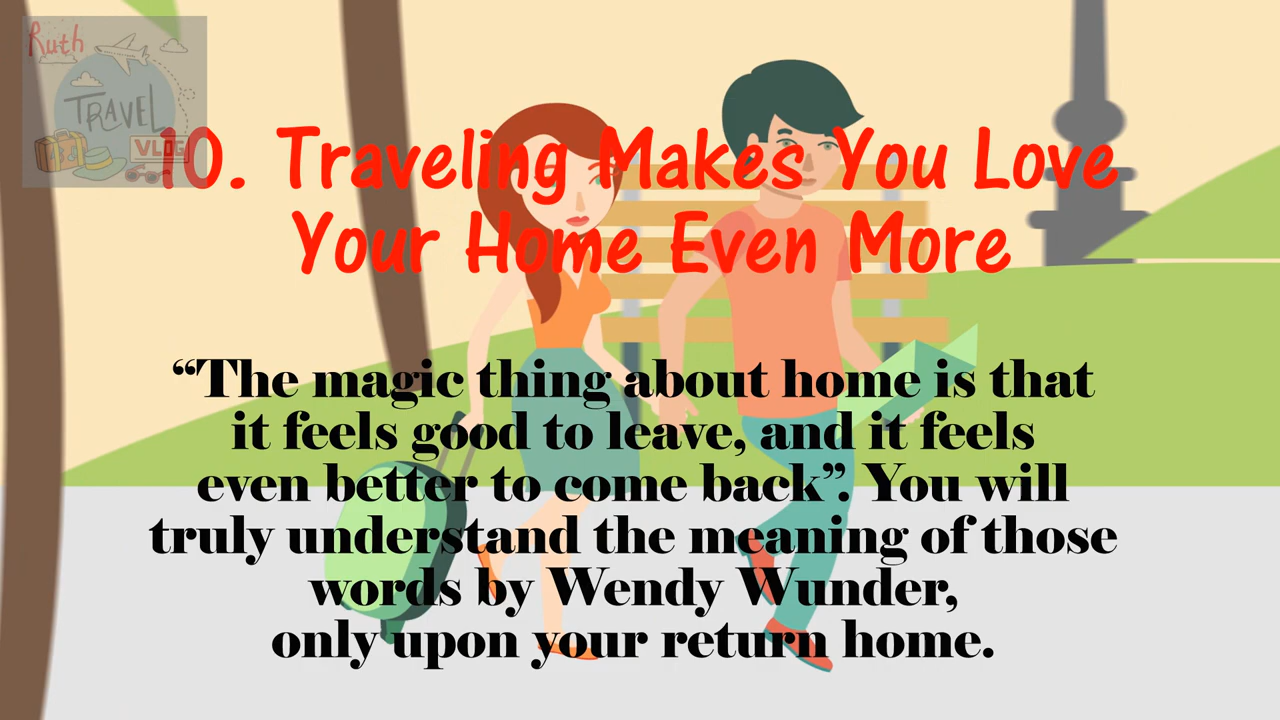 Ruth
TRAVEL
VLOG
10. Traveling Makes You Love
Your Home Even More
“The magic thing about home is that
it feels good to leave, and it feels
even better to come back”. You will
truly understand the meaning of those
words by Wendy Wunder,
only upon your return home.